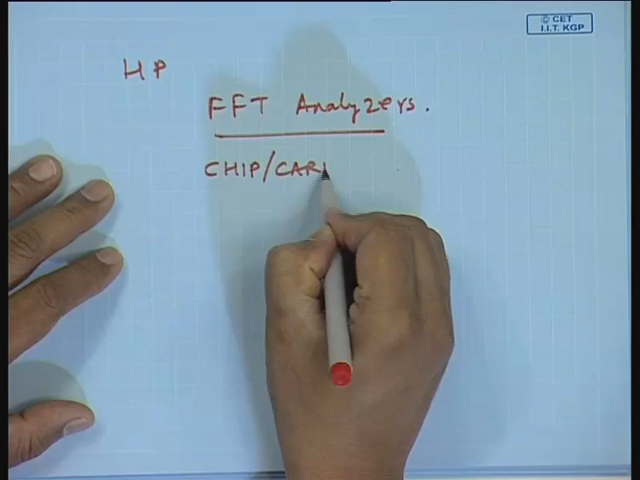 © CET
I.I.T. KGP
HP
FFT Analyzers.
CHIP/CAR